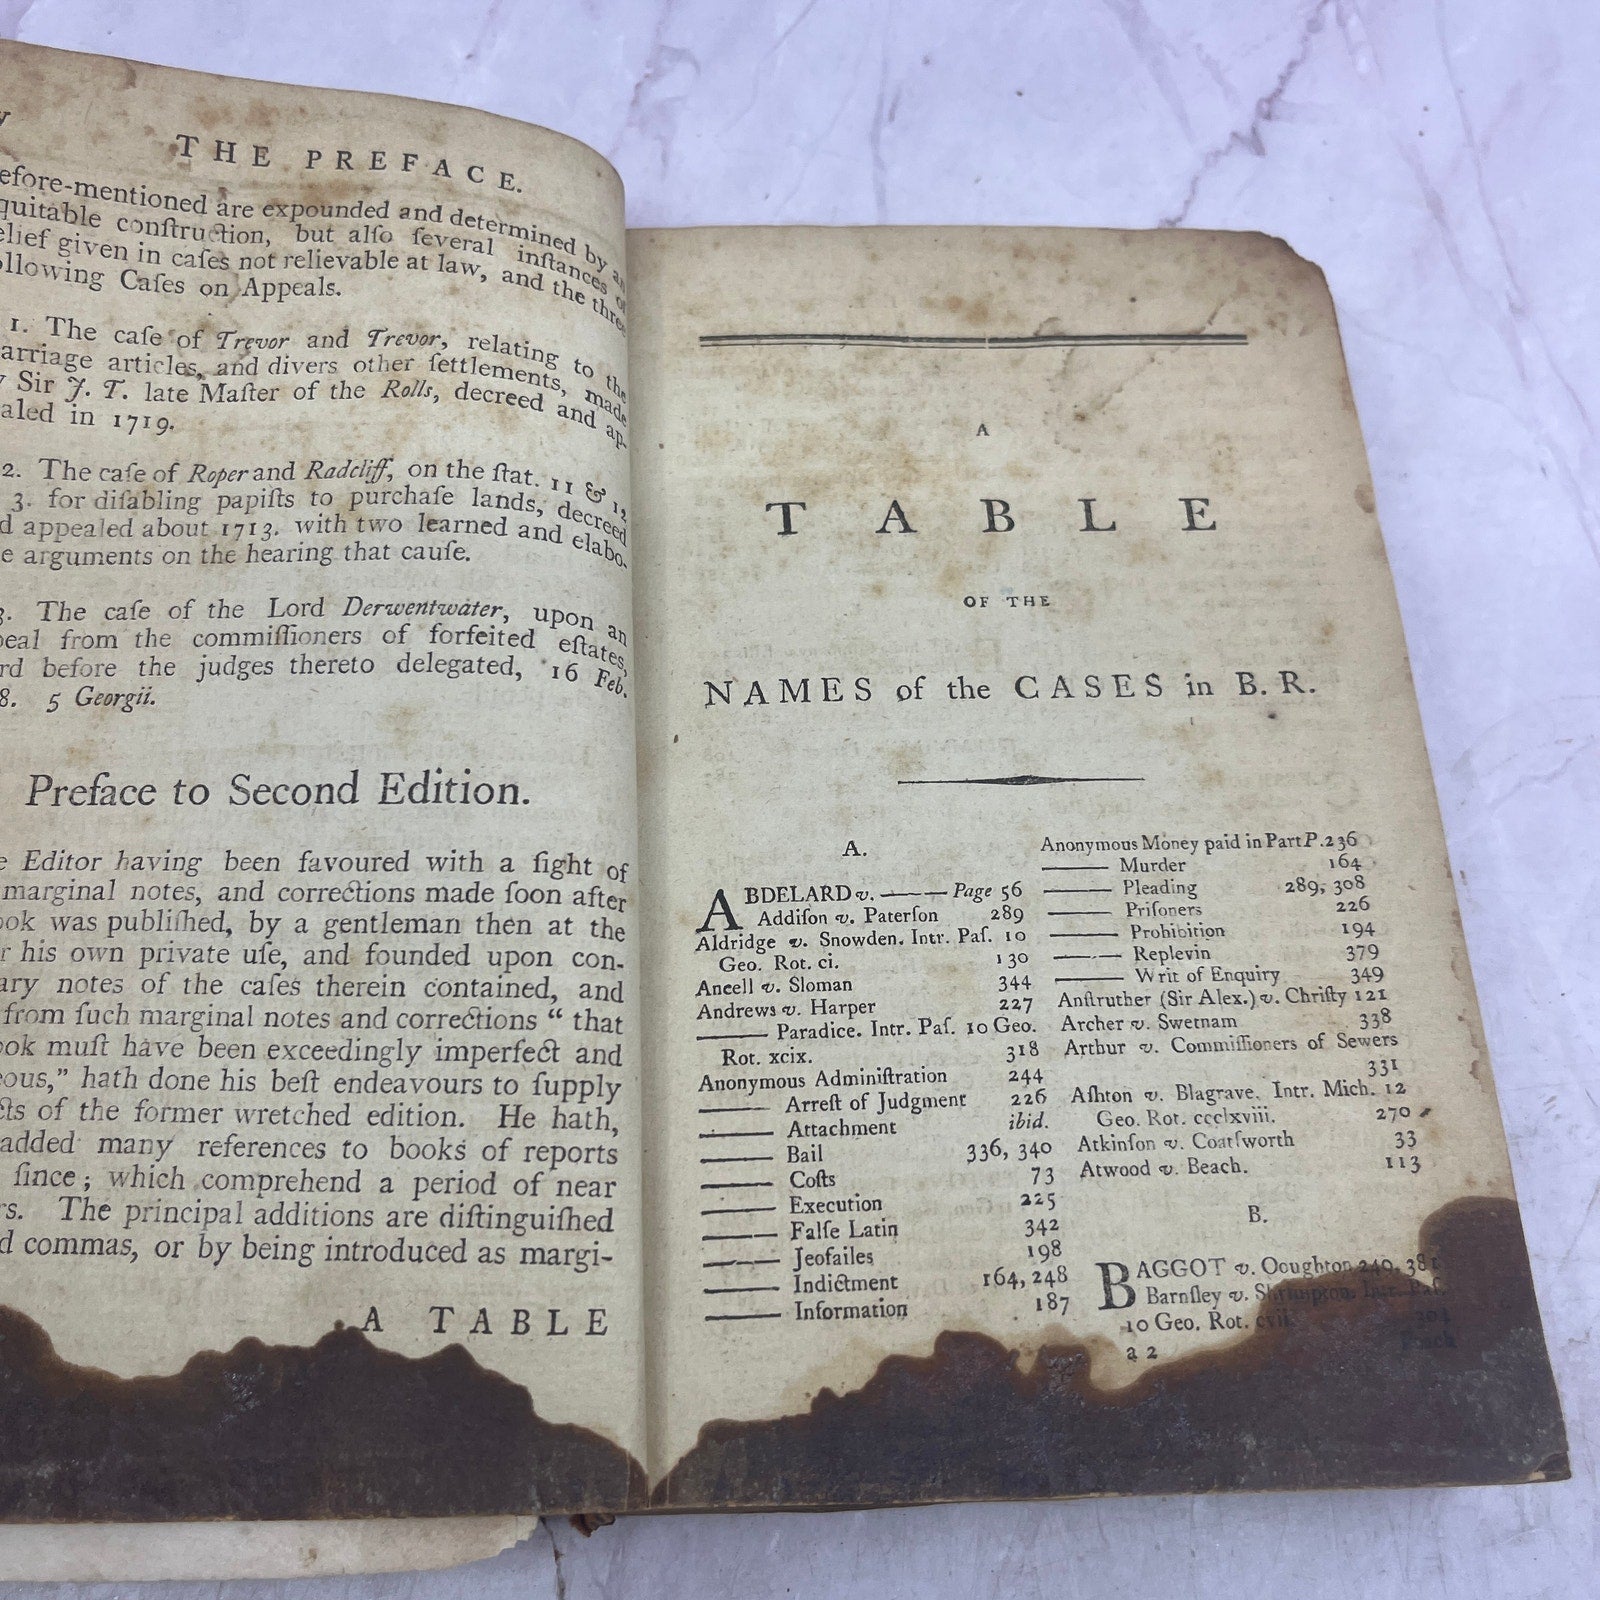 THE PREFACE.
efore-mentioned are expounded and determined by an
quitable conſtruction, but alſo ſeveral inſtances of
elief given in caſes not relievable at law, and the three
ollowing Caſes on Appeals.
1. The caſe of Trevor and Trevor, relating to the
arriage articles, and divers other ſettlements, made
y Sir J. T. late Maſter of the Rolls, decreed and ap-
aled in 1719.
2. The caſe of Roper and Radcliff, on the ſtat. 11 & 12
3. for diſabling papiſts to purchaſe lands, decreed
d appealed about 1713. with two learned and elabo-
e arguments on the hearing that cauſe.
3. The caſe of the Lord Derwentwater, upon an
peal from the commiſſioners of forfeited eſtates,
rd before the judges thereto delegated, 16 Feb.
8. 5 Georgii.
Preface to Second Edition.
e Editor having been favoured with a ſight of
marginal notes, and corrections made ſoon after
ook was publiſhed, by a gentleman then at the
r his own private uſe, and founded upon con-
ary notes of the caſes therein contained, and
from ſuch marginal notes and corrections “ that
ook muſt have been exceedingly imperfect and
eous,” hath done his beſt endeavours to ſupply
cts of the former wretched edition. He hath,
added many references to books of reports
ſince; which comprehend a period of near
rs. The principal additions are diſtinguiſhed
d commas, or by being introduced as margi-
A TABLE
A
TABLE
OF THE
NAMES of the CASES in B. R.
A.
ABDELARD v. —— Page 56
Addiſon v. Paterſon 289
Aldridge v. Snowden. Intr. Paſ. 10
Geo. Rot. ci. 130
Ancell v. Sloman 344
Andrews v. Harper 227
—— Paradice. Intr. Paſ. 10 Geo.
Rot. xcix. 318
Anonymous Adminiſtration 244
—— Arreſt of Judgment 226
—— Attachment ibid.
—— Bail 336, 340
—— Coſts 73
—— Execution 225
—— Falſe Latin 342
—— Jeofailes 198
—— Indictment 164, 248
—— Information 187
Anonymous Money paid in Part P. 236
—— Murder 164
—— Pleading 289, 308
—— Priſoners 226
—— Prohibition 194
—— Replevin 379
—— Writ of Enquiry 349
Anſtruther (Sir Alex.) v. Chriſty 121
Archer v. Swetnam 338
Arthur v. Commiſſioners of Sewers
331
Aſhton v. Blagrave. Intr. Mich. 12
Geo. Rot. ccclxviii. 270
Atkinſon v. Coatſworth 33
Atwood v. Beach. 113
B.
BAGGOT v. Ooughton 240, 381
Barnſley v. Shrimpton. Intr. Paſ.
10 Geo. Rot. cvii. 304
a 2